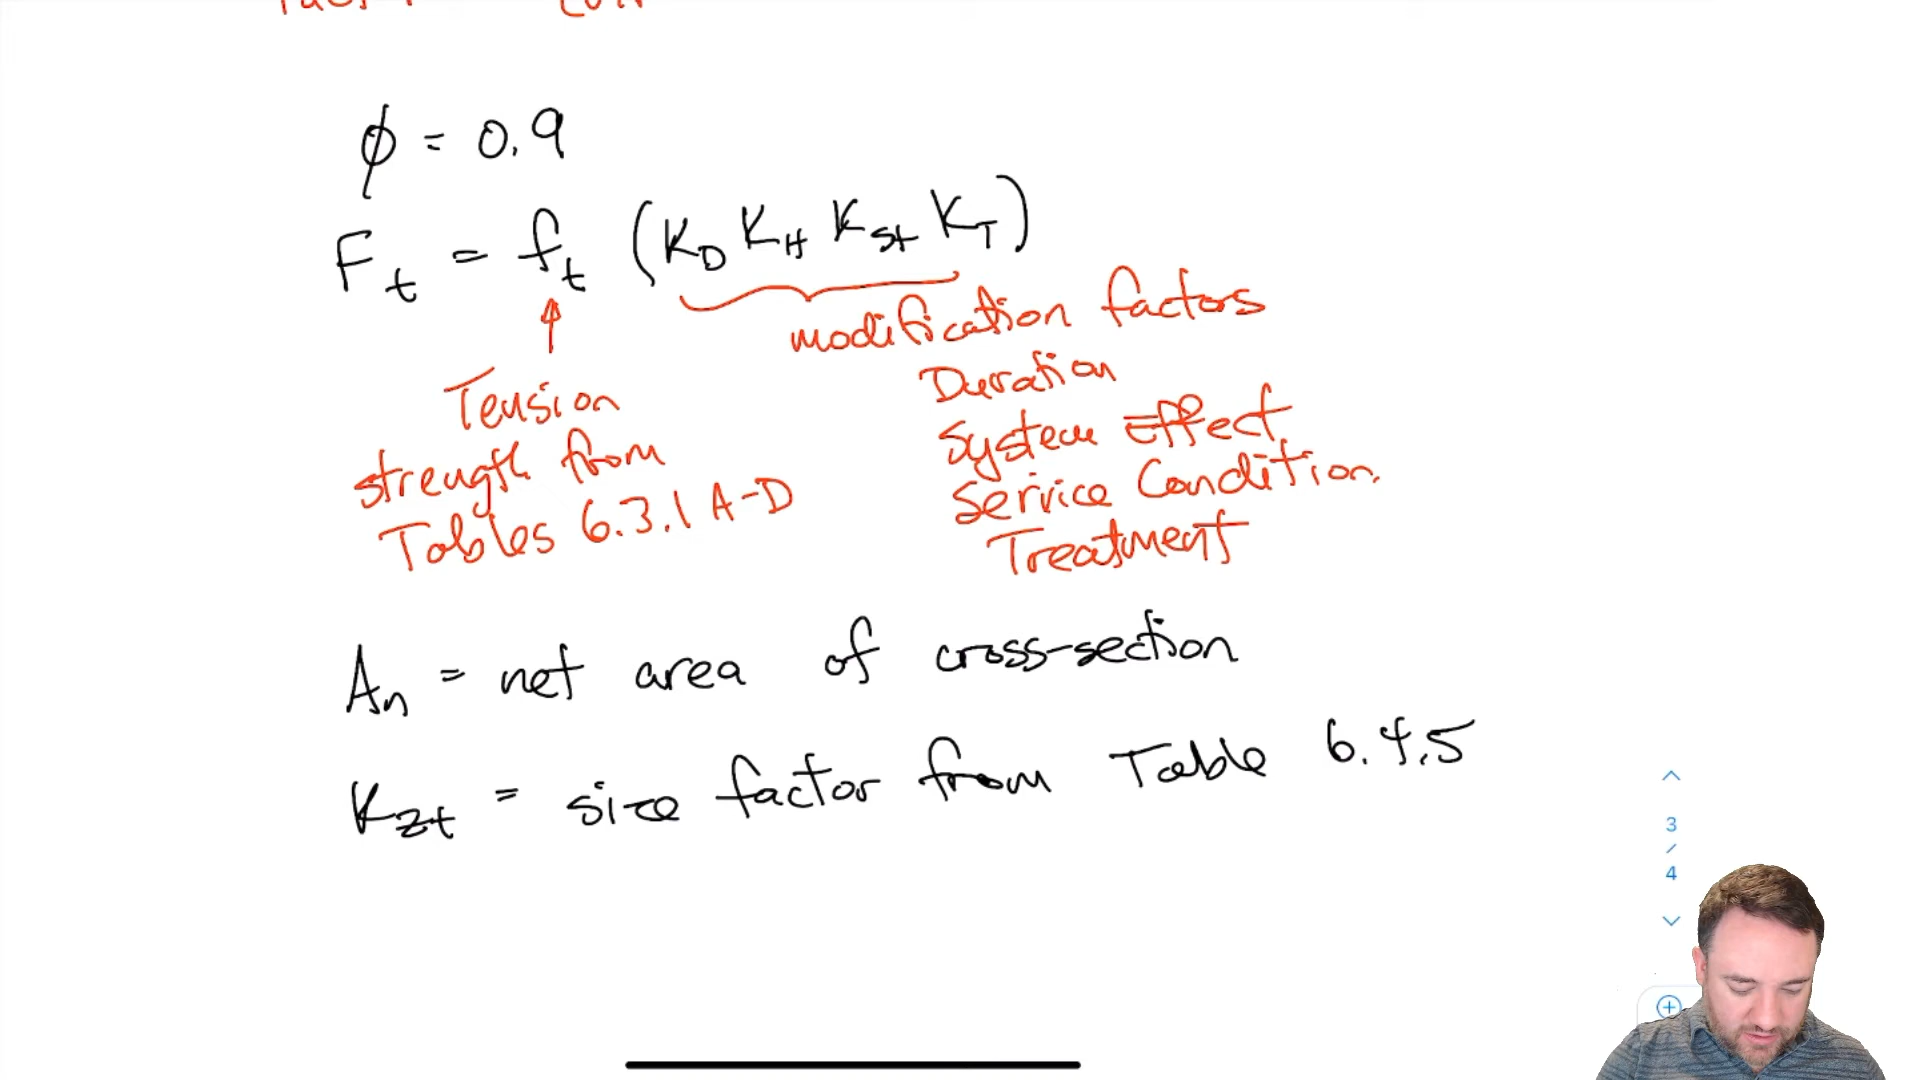 φ = 0.9
F_t = f_t (K_D K_H K_St K_T)
modification factors
Duration
System Effect
Service Condition.
Treatment
Tension
strength from
Tables 6.3.1 A-D
A_n = net area of cross-section
K_Zt = size factor from Table 6.4.5
3
/
4